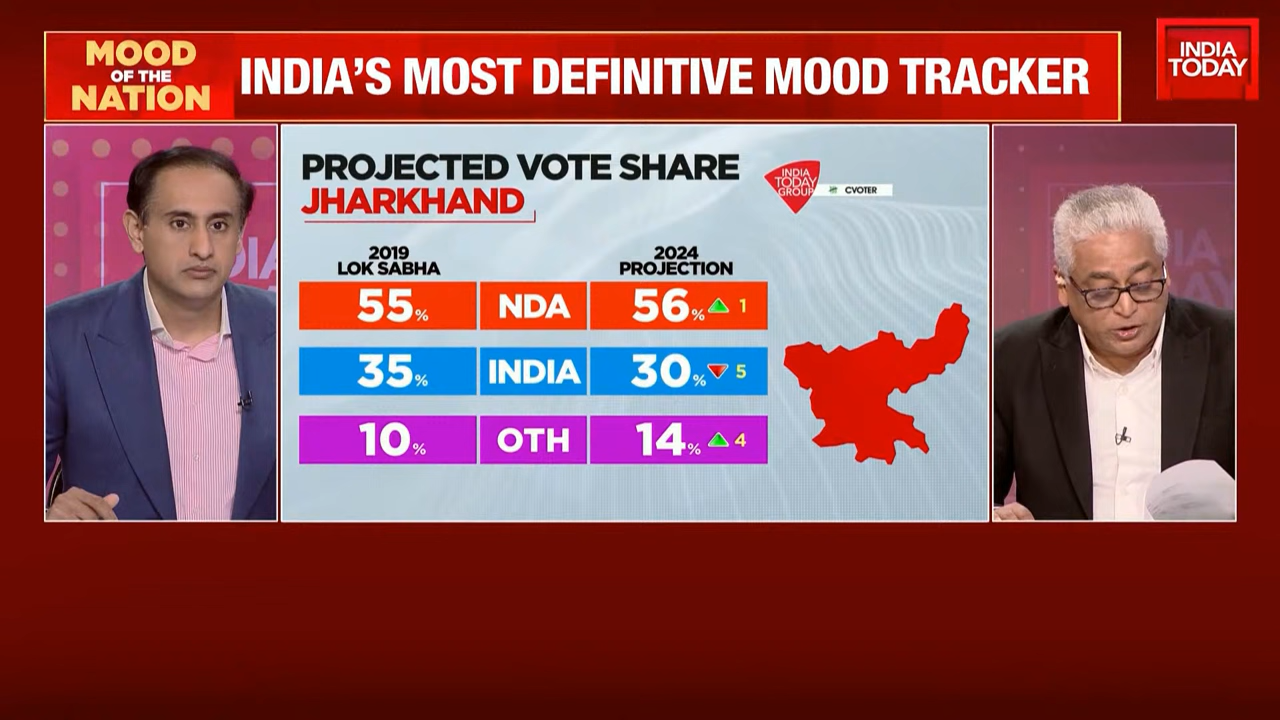 MOOD
OF THE
NATION
INDIA'S MOST DEFINITIVE MOOD TRACKER
INDIA
TODAY
PROJECTED VOTE SHARE
JHARKHAND
INDIA
TODAY
GROUP
CVOTER
2019
LOK SABHA
2024
PROJECTION
55% NDA 56% 1
35% INDIA 30% 5
10% OTH 14% 4